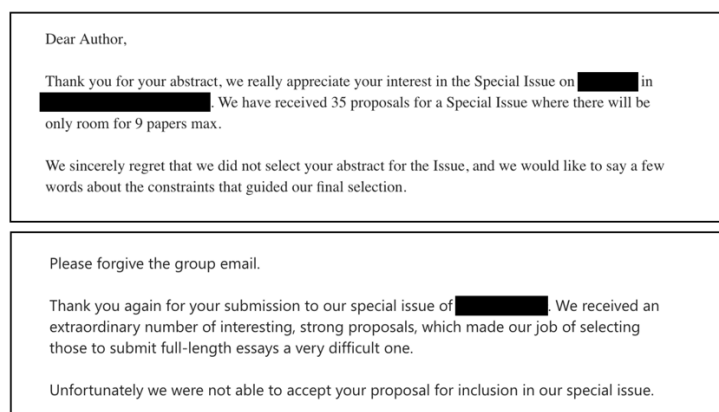 Dear Author,
Thank you for your abstract, we really appreciate your interest in the Special Issue on in
. We have received 35 proposals for a Special Issue where there will be
only room for 9 papers max.
We sincerely regret that we did not select your abstract for the Issue, and we would like to say a few
words about the constraints that guided our final selection.
Please forgive the group email.
Thank you again for your submission to our special issue of . We received an
extraordinary number of interesting, strong proposals, which made our job of selecting
those to submit full-length essays a very difficult one.
Unfortunately we were not able to accept your proposal for inclusion in our special issue.